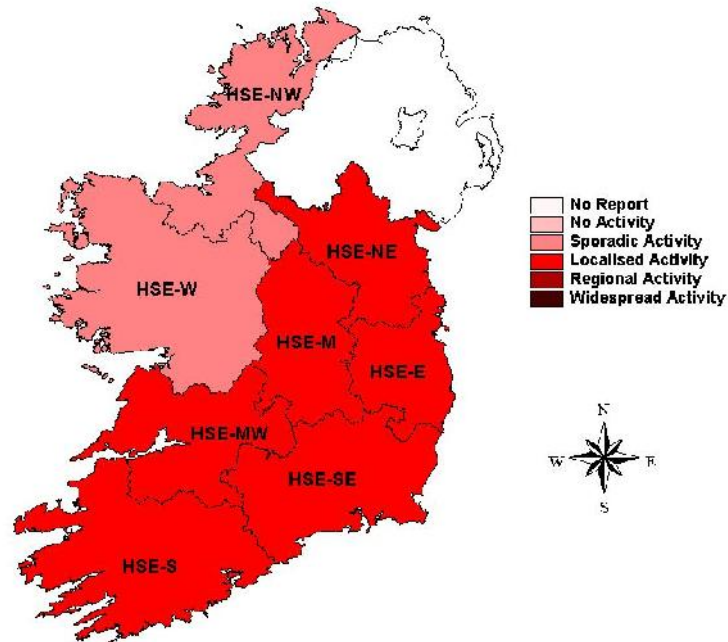 HSE-NW
No Report
No Activity
Sporadic Activity
HSE-NE
Localised Activity
Regional Activity
HSE-W
Widespread Activity
HSE-M
HSE-E
N
HSE-MW
W E
HSE-SE
S
HSE-S